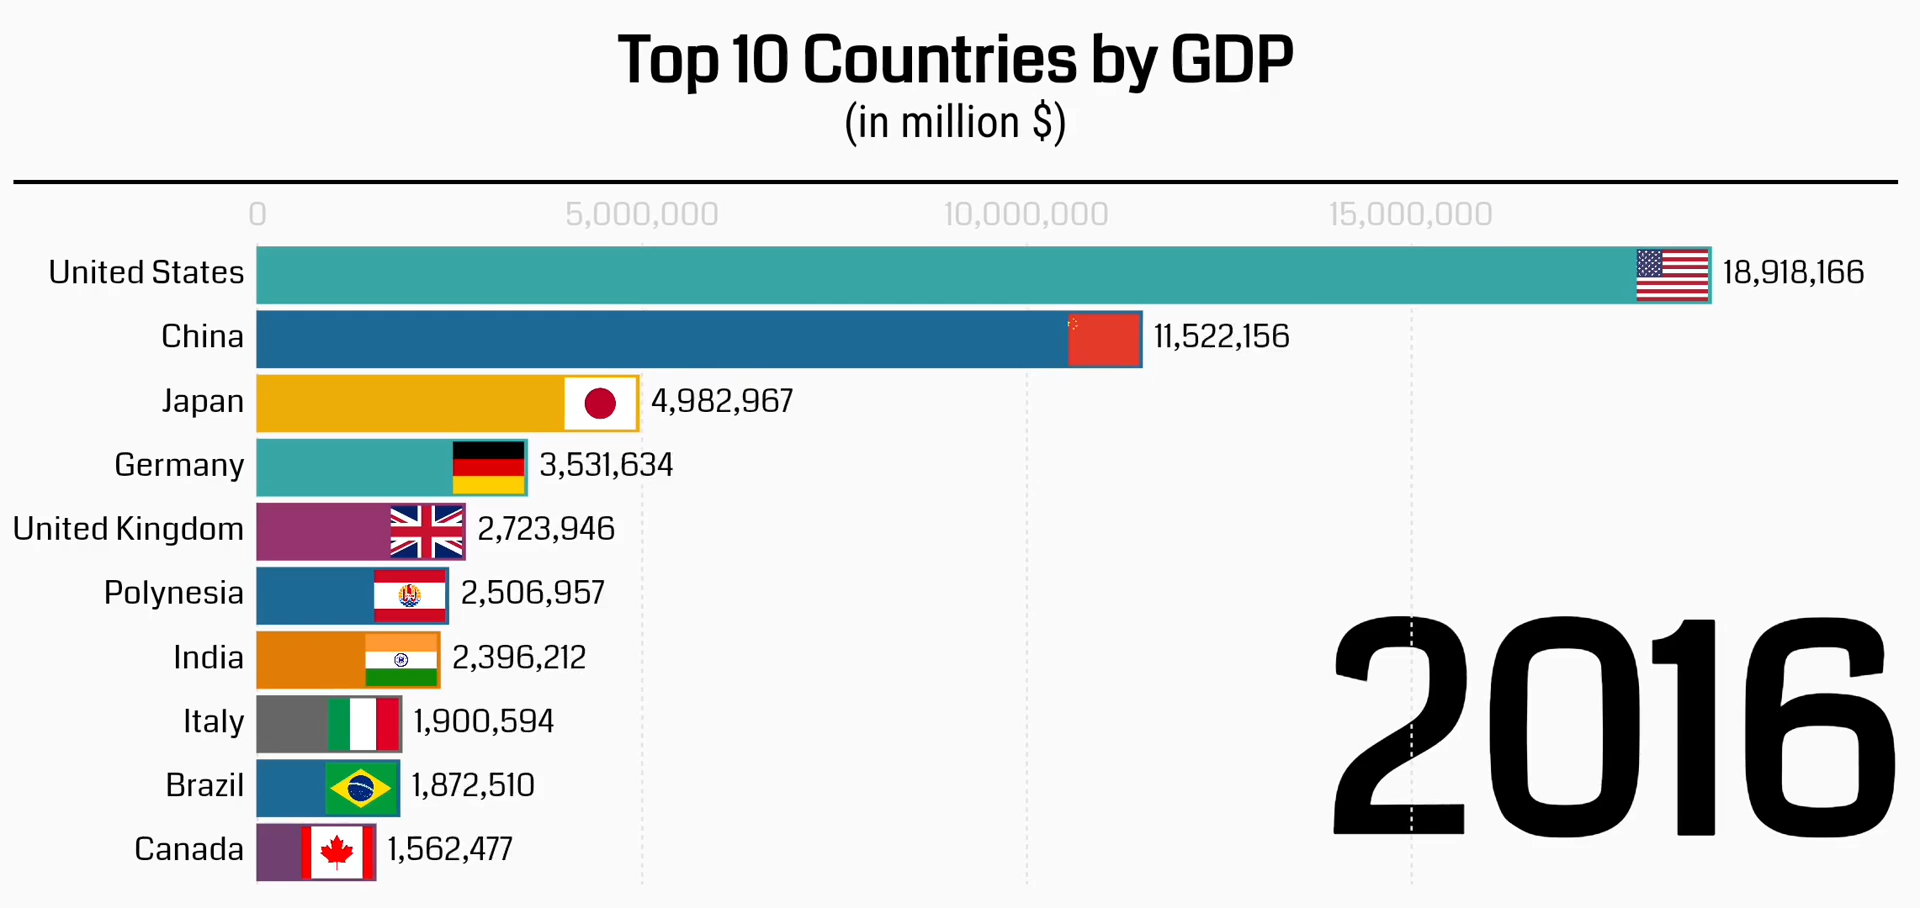 Top 10 Countries by GDP
(in million $)
0 5,000,000 10,000,000 15,000,000
United States 18,918,166
China 11,522,156
Japan 4,982,967
Germany 3,531,634
United Kingdom 2,723,946
Polynesia 2,506,957
India 2,396,212
Italy 1,900,594
Brazil 1,872,510
Canada 1,562,477
2016